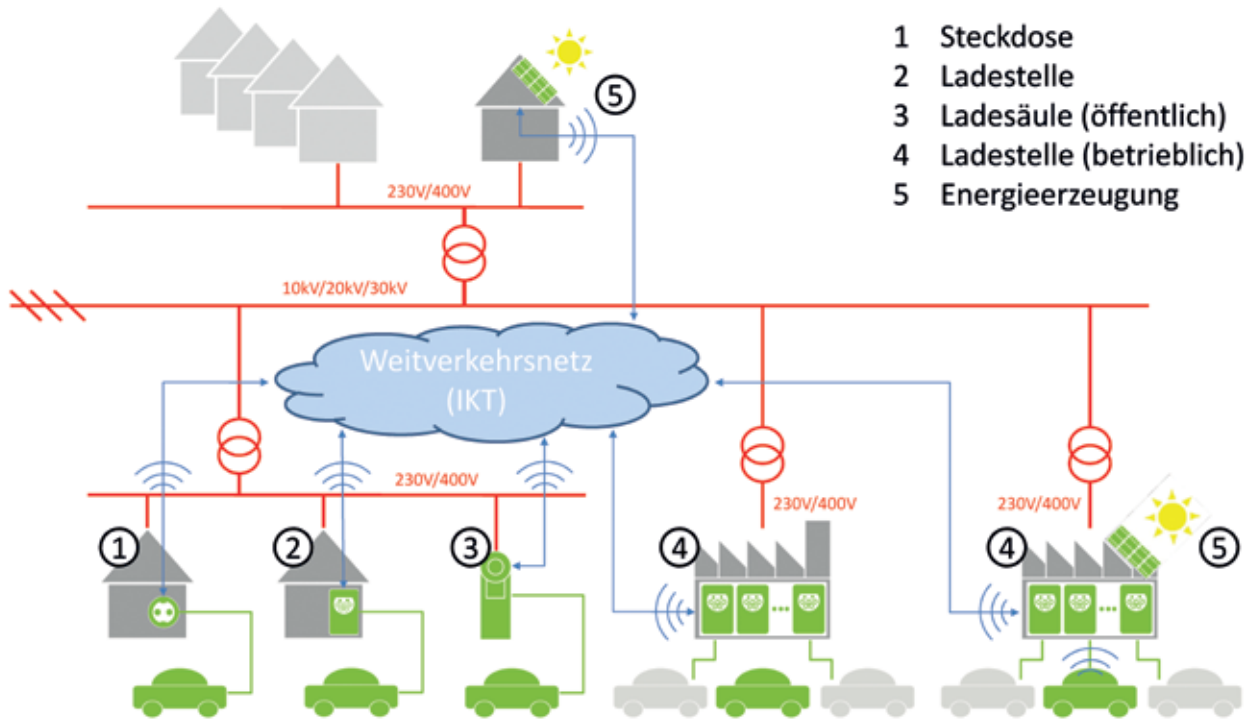 1 Steckdose
2 Ladestelle
3 Ladesäule (öffentlich)
4 Ladestelle (betrieblich)
5 Energieerzeugung
5
230V/400V
10kV/20kV/30kV
Weitverkehrsnetz
(IKT)
230V/400V
230V/400V
230V/400V
1
2
3
4
4
5